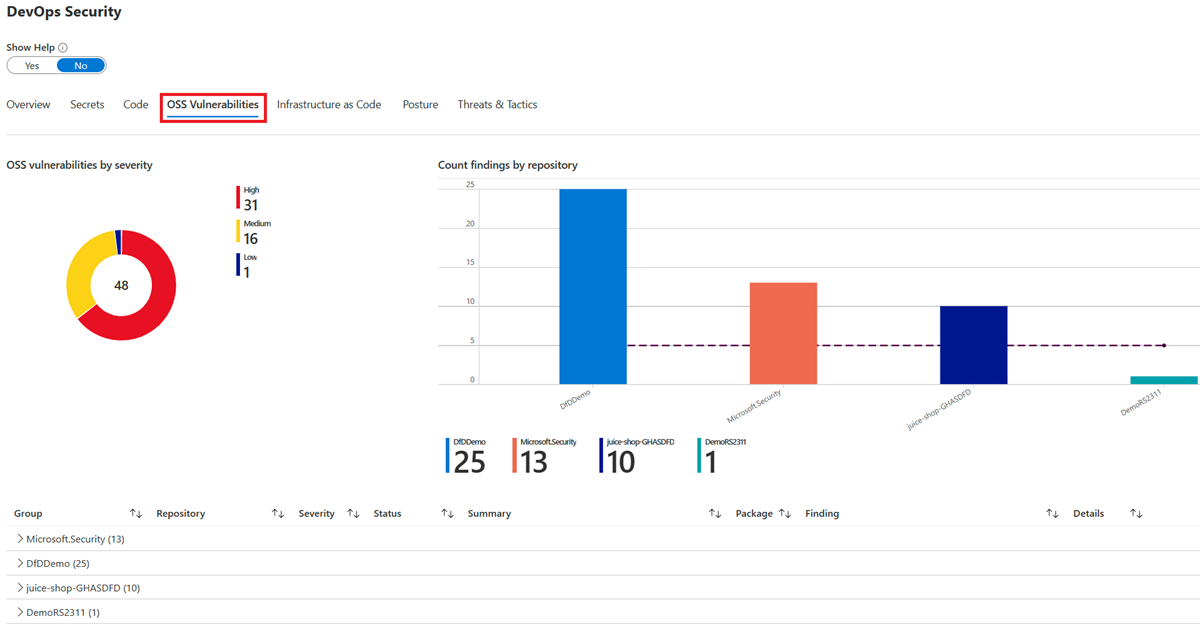 DevOps Security
Show Help
Yes No
Overview Secrets Code OSS Vulnerabilities Infrastructure as Code Posture Threats & Tactics
OSS vulnerabilities by severity
High
31
Medium
16
Low
1
48
Count findings by repository
25
20
15
10
5
0
DfDDemo
Microsoft.Security
juice-shop-GHASDFD
DemoRS2311
DfDDemo
25
Microsoft.Security
13
juice-shop-GHASDFD
10
DemoRS2311
1
Group Repository Severity Status Summary Package Finding Details
Microsoft.Security (13)
DfDDemo (25)
juice-shop-GHASDFD (10)
DemoRS2311 (1)